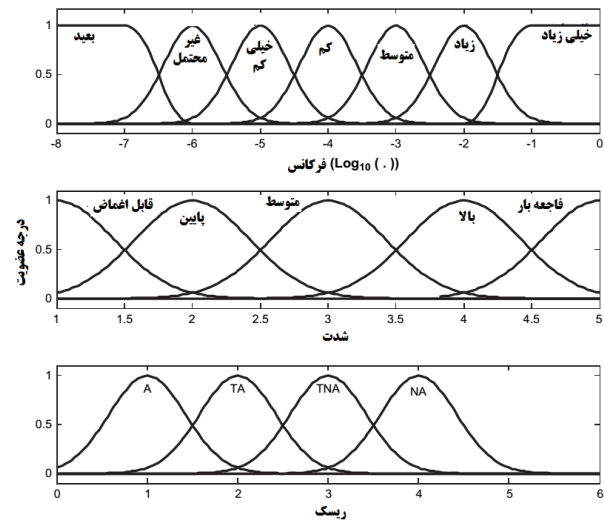 1
0.5
0
بعید
غیر
محتمل
خیلی
کم
کم
متوسط
زیاد
خیلی زیاد
-8 -7 -6 -5 -4 -3 -2 -1 0
فرکانس (Log10 ( . ))
درجه عضویت
1
0.5
0
قابل اغماض
پایین
متوسط
بالا
فاجعه بار
1 1.5 2 2.5 3 3.5 4 4.5 5
شدت
1
0.5
0
A TA TNA NA
0 1 2 3 4 5 6
ریسک